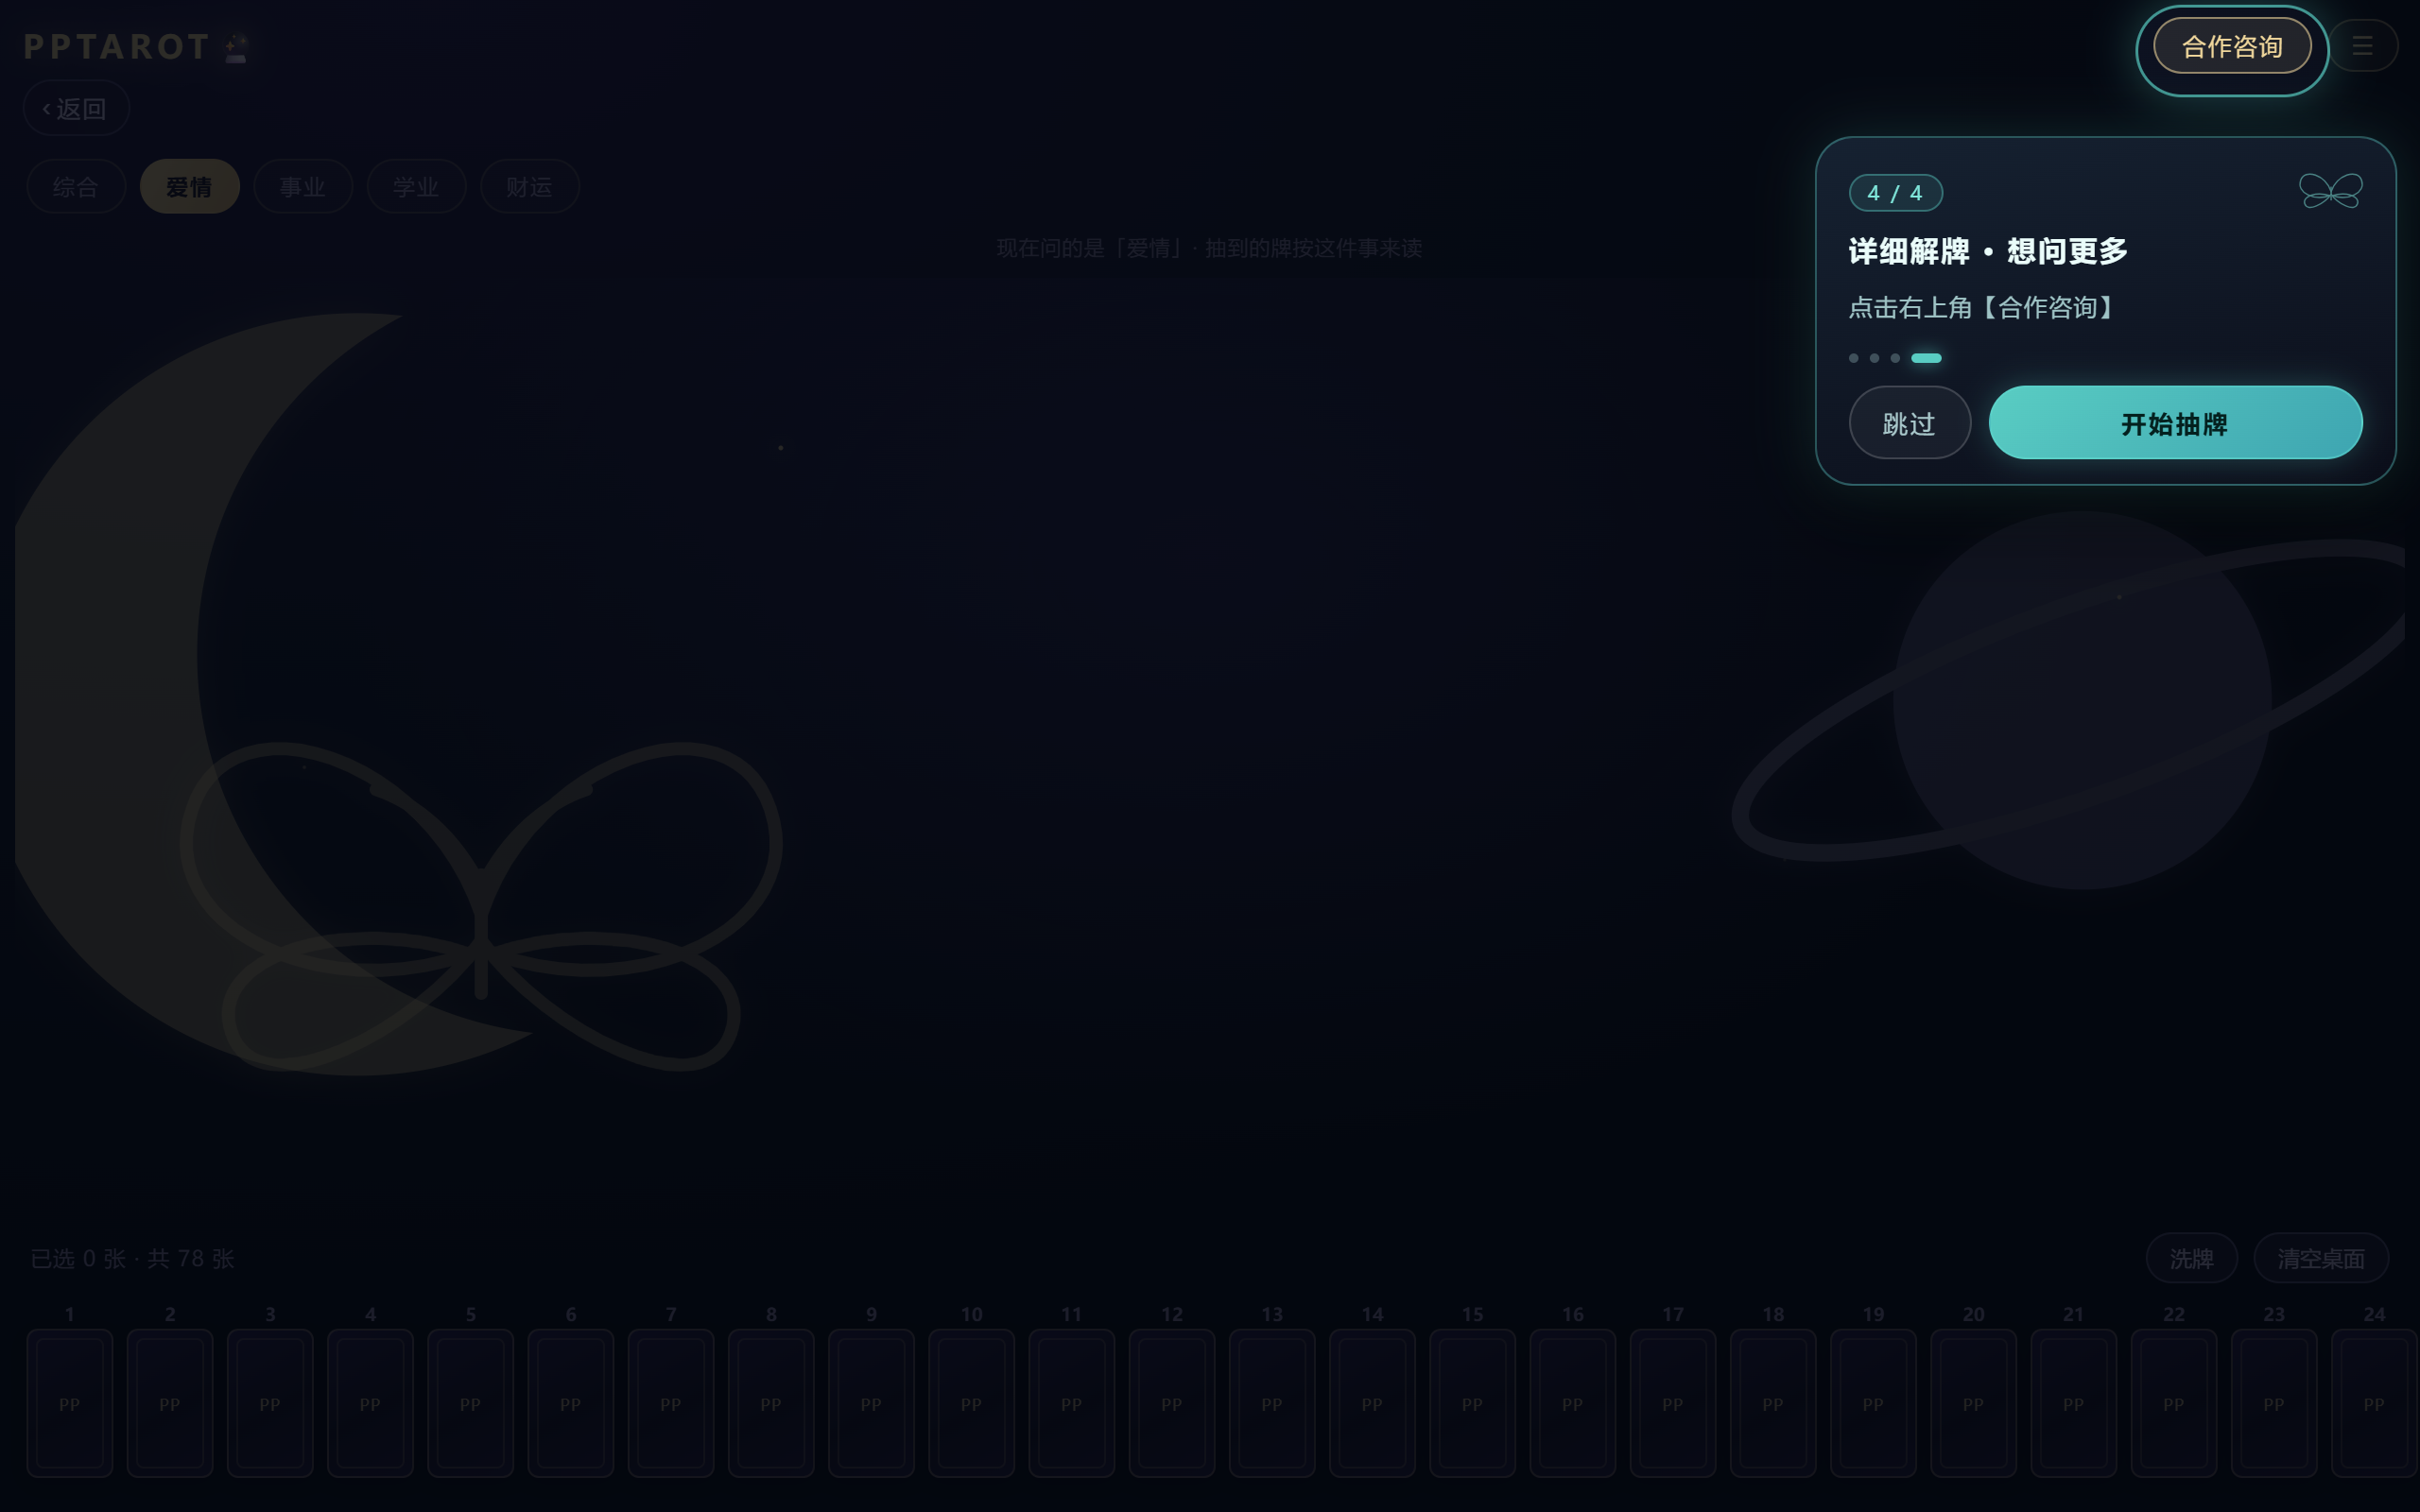 PPTAROT
合作咨询
☰
‹ 返回
综合 爱情 事业 学业 财运
现在问的是「爱情」· 抽到的牌按这件事来读
4 / 4
详细解牌 • 想问更多
点击右上角【合作咨询】
跳过 开始抽牌
已选 0 张 · 共 78 张
洗牌 清空桌面
1 2 3 4 5 6 7 8 9 10 11 12 13 14 15 16 17 18 19 20 21 22 23 24
PP PP PP PP PP PP PP PP PP PP PP PP PP PP PP PP PP PP PP PP PP PP PP PP